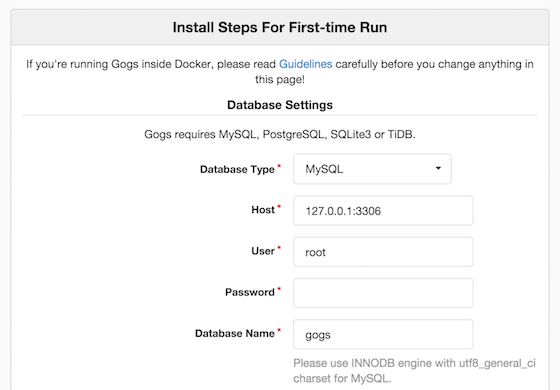 Install Steps For First-time Run
If you're running Gogs inside Docker, please read Guidelines carefully before you change anything in
this page!
Database Settings
Gogs requires MySQL, PostgreSQL, SQLite3 or TiDB.
Database Type * MySQL
Host * 127.0.0.1:3306
User * root
Password *
Database Name * gogs
Please use INNODB engine with utf8_general_ci
charset for MySQL.